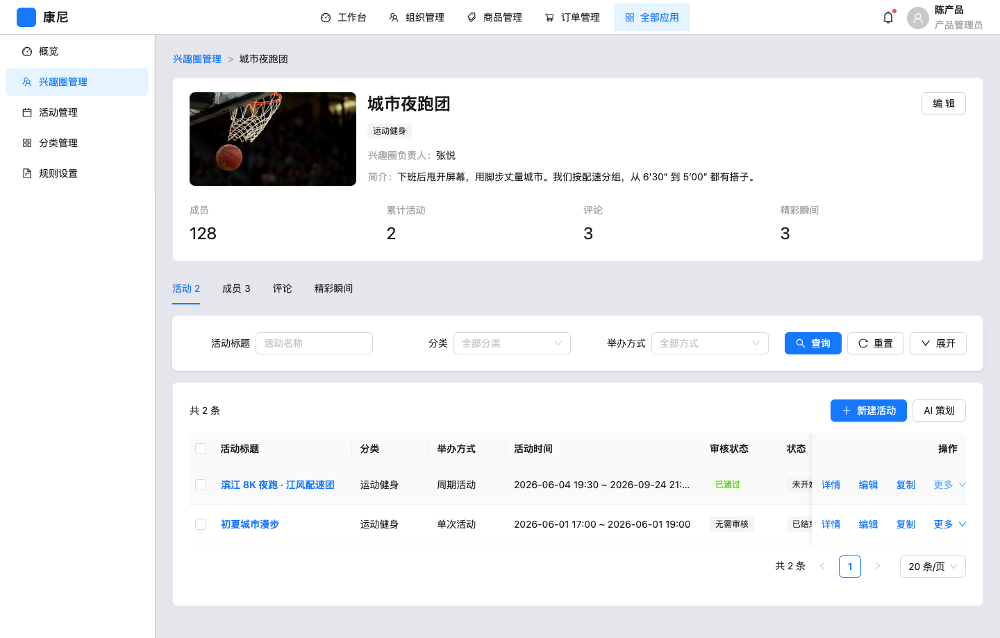 康尼
工作台
组织管理
商品管理
订单管理
全部应用
陈产品
产品管理员
概览
兴趣圈管理
活动管理
分类管理
规则设置
兴趣圈管理 > 城市夜跑团
城市夜跑团
编 辑
运动健身
兴趣圈负责人：张悦
简介：下班后甩开屏幕，用脚步丈量城市。我们按配速分组，从 6′30″ 到 5′00″ 都有搭子。
成员
累计活动
评论
精彩瞬间
128
2
3
3
活动 2
成员 3
评论
精彩瞬间
活动标题 活动名称
分类 全部分类
举办方式 全部方式
查询
重置
展开
共 2 条
新建活动
AI 策划
活动标题 分类 举办方式 活动时间 审核状态 状态 操作
滨江 8K 夜跑 · 江风配速团 运动健身 周期活动 2026-06-04 19:30 ~ 2026-09-24 21:... 已通过 未开 详情 编辑 复制 更多
初夏城市漫步 运动健身 单次活动 2026-06-01 17:00 ~ 2026-06-01 19:00 无需审核 已结 详情 编辑 复制 更多
共 2 条 < 1 > 20 条/页